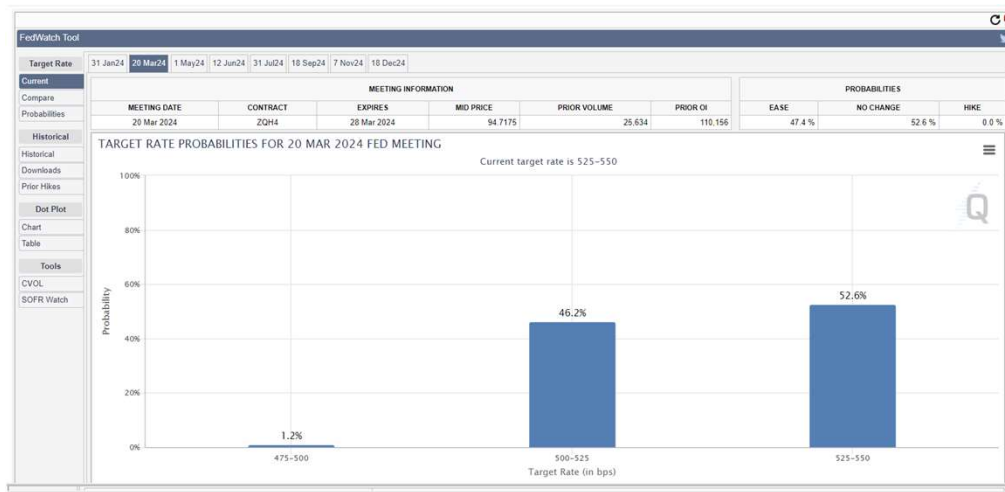 FedWatch Tool
Target Rate
Current
Compare
Probabilities
Historical
Historical
Downloads
Prior Hikes
Dot Plot
Chart
Table
Tools
CVOL
SOFR Watch
31 Jan24 20 Mar24 1 May24 12 Jun24 31 Jul24 18 Sep24 7 Nov24 18 Dec24
MEETING INFORMATION
MEETING DATE CONTRACT EXPIRES MID PRICE PRIOR VOLUME PRIOR OI
20 Mar 2024 ZQH4 28 Mar 2024 94.7175 25,634 110,156
PROBABILITIES
EASE NO CHANGE HIKE
47.4 % 52.6 % 0.0 %
TARGET RATE PROBABILITIES FOR 20 MAR 2024 FED MEETING
Current target rate is 525-550
Probability
100%
80%
60%
40%
20%
0%
1.2%
46.2%
52.6%
475-500 500-525 525-550
Target Rate (in bps)
Q